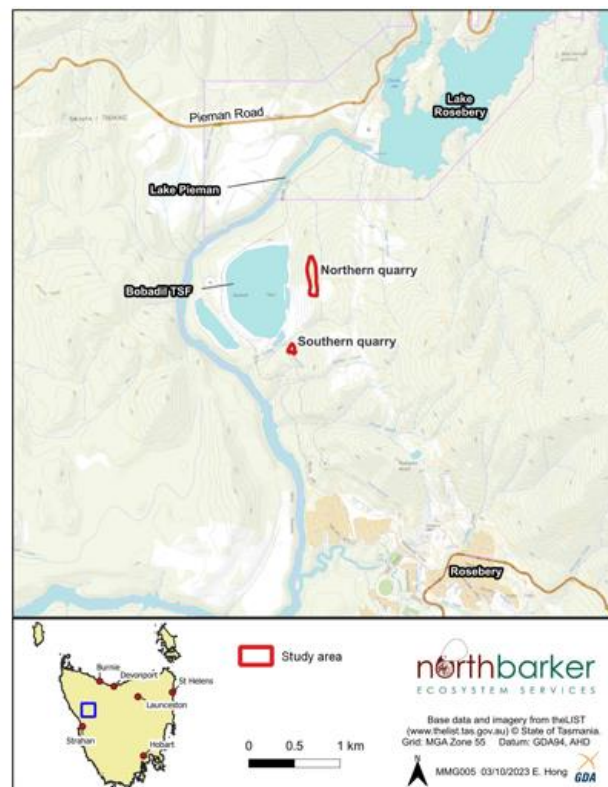 Pieman Road
Lake
Rosebery
Lake Pieman
Northern quarry
Bobadil TSF
Southern quarry
Rosebery
Study area
Burnie
Devonport
St Helens
Launceston
Strahan
Hobart
0 0.5 1 km
northbarker
ECOSYSTEM SERVICES
Base data and imagery from theLIST
(www.thelist.tas.gov.au) © State of Tasmania
Grid: MGA Zone 55 Datum: GDA94, AHD
N
MMG005 03/10/2023 E. Hong
GDA